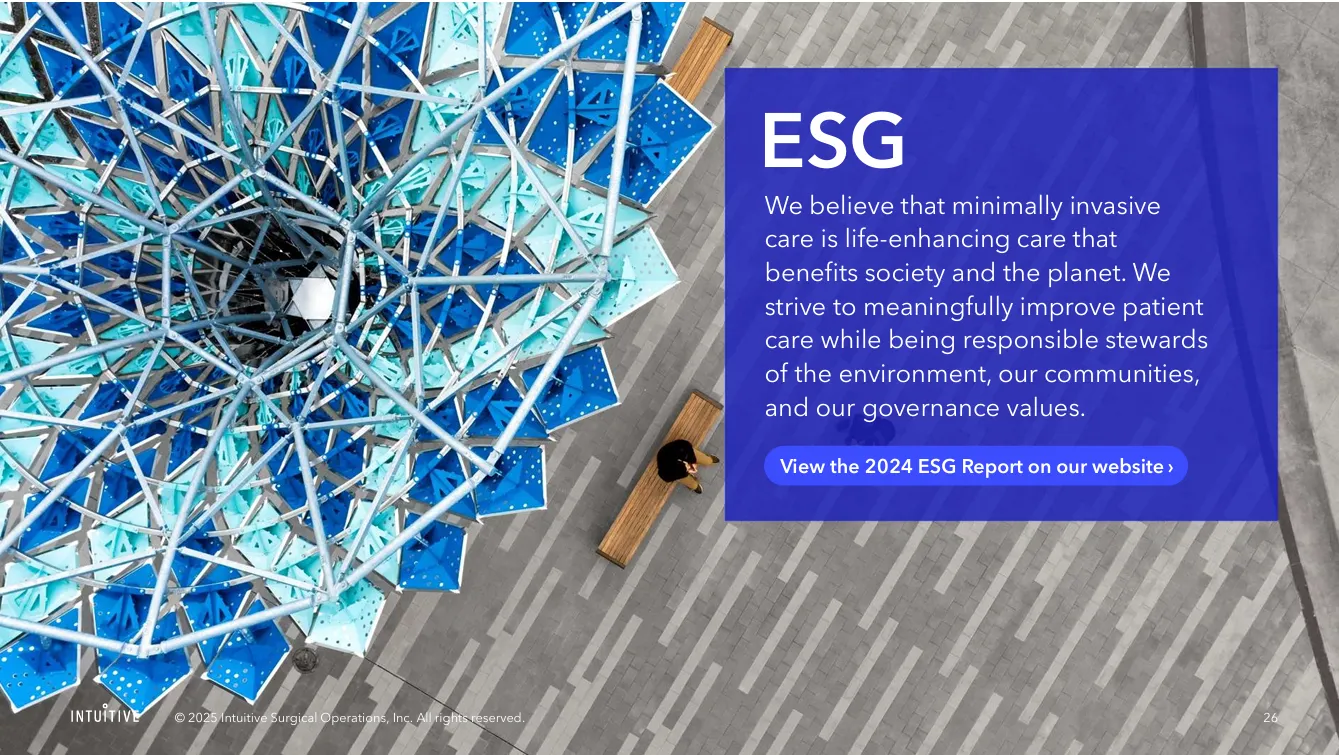 ESG
We believe that minimally invasive
care is life-enhancing care that
benefits society and the planet. We
strive to meaningfully improve patient
care while being responsible stewards
of the environment, our communities,
and our governance values.
View the 2024 ESG Report on our website ›
INTUITIVE
© 2025 Intuitive Surgical Operations, Inc. All rights reserved.
26